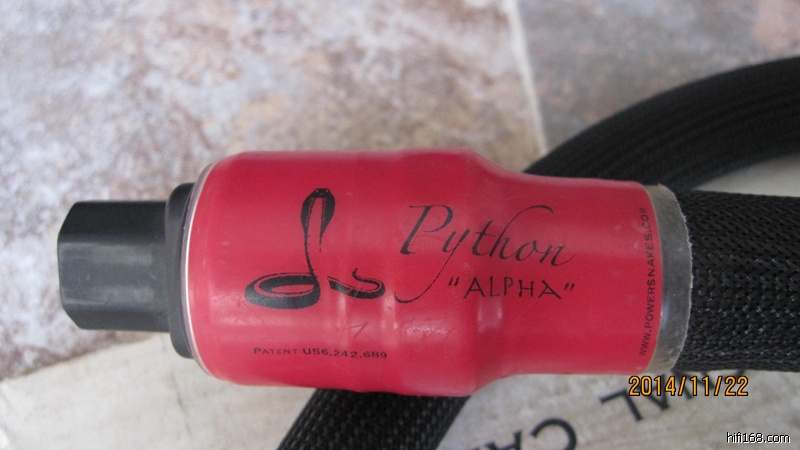 Python
"ALPHA"
PATENT US6,242,689
WWW.POWERSNAKES.COM
2014/11/22
hifi168.com